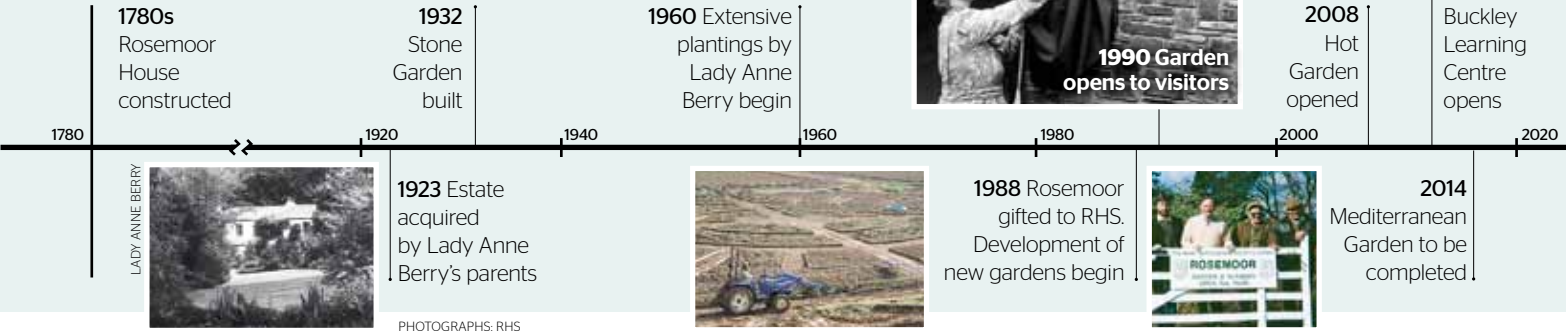 1780s
Rosemoor
House
constructed
1932
Stone
Garden
built
1960 Extensive
plantings by
Lady Anne
Berry begin
1990 Garden
opens to visitors
2008
Hot
Garden
opened
Buckley
Learning
Centre
opens
1780
1920
1940
1960
1980
2000
2020
LADY ANNE BERRY
1923 Estate
acquired
by Lady Anne
Berry's parents
PHOTOGRAPHS: RHS
1988 Rosemoor
gifted to RHS.
Development of
new gardens begin
ROSEMOOR
2014
Mediterranean
Garden to be
completed